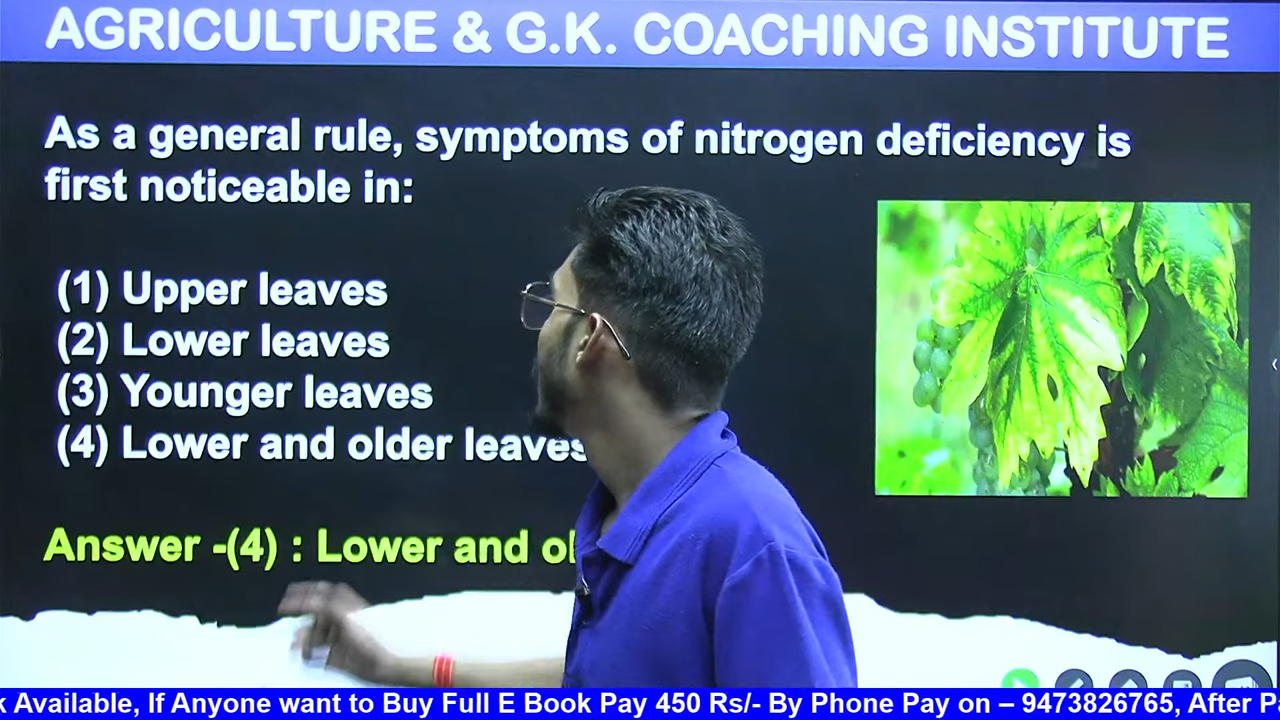 AGRICULTURE & G.K. COACHING INSTITUTE
As a general rule, symptoms of nitrogen deficiency is
first noticeable in:
(1) Upper leaves
(2) Lower leaves
(3) Younger leaves
(4) Lower and older leaves
Answer -(4) : Lower and ol
k Available, If Anyone want to Buy Full E Book Pay 450 Rs/- By Phone Pay on – 9473826765, After Pa